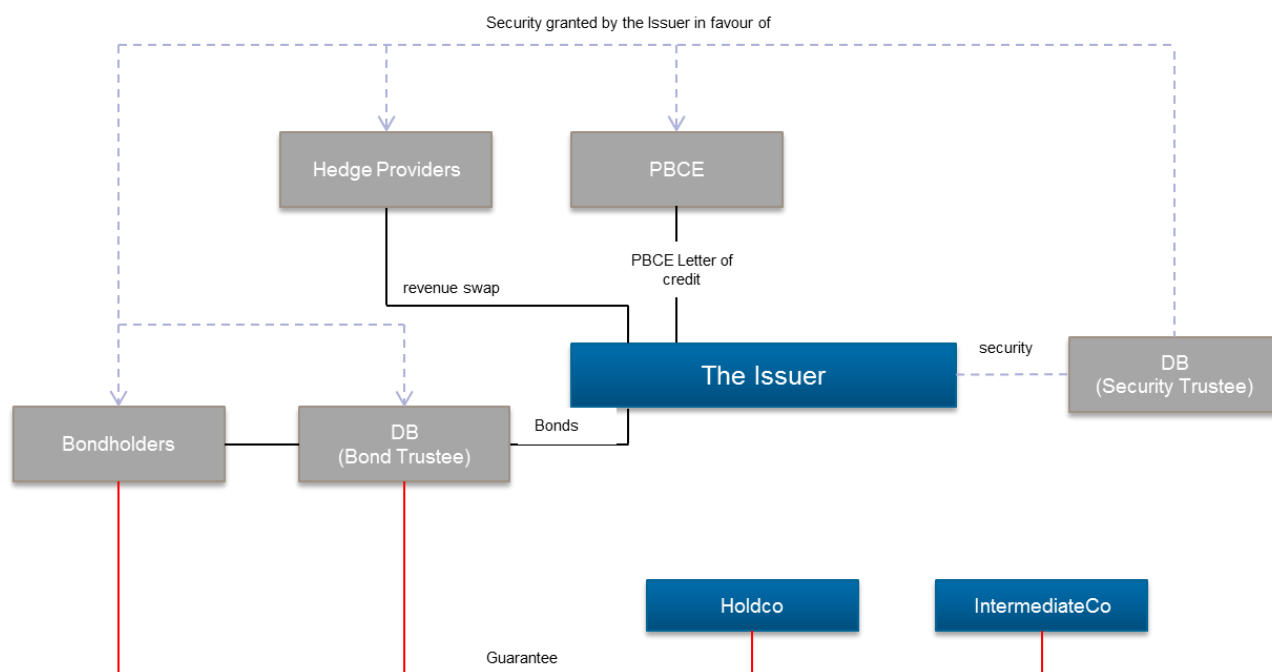 Security granted by the Issuer in favour of
Hedge Providers
PBCE
PBCE Letter of
credit
revenue swap
security
The Issuer
DB
(Security Trustee)
Bondholders
DB
(Bond Trustee)
Bonds
Holdco
IntermediateCo
Guarantee